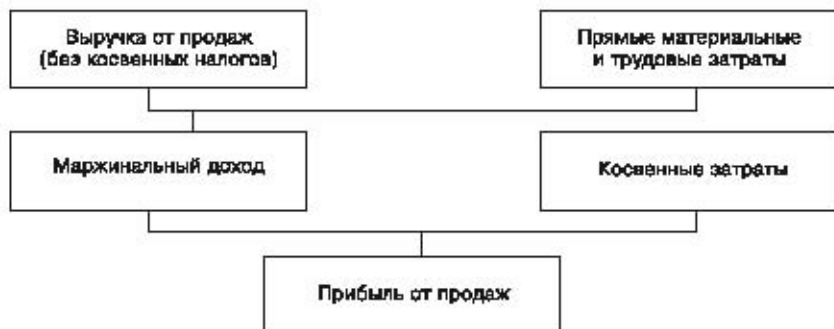 Выручка от продаж
(без косвенных налогов)
Прямые материальные
и трудовые затраты
Маржинальный доход
Косвенные затраты
Прибыль от продаж